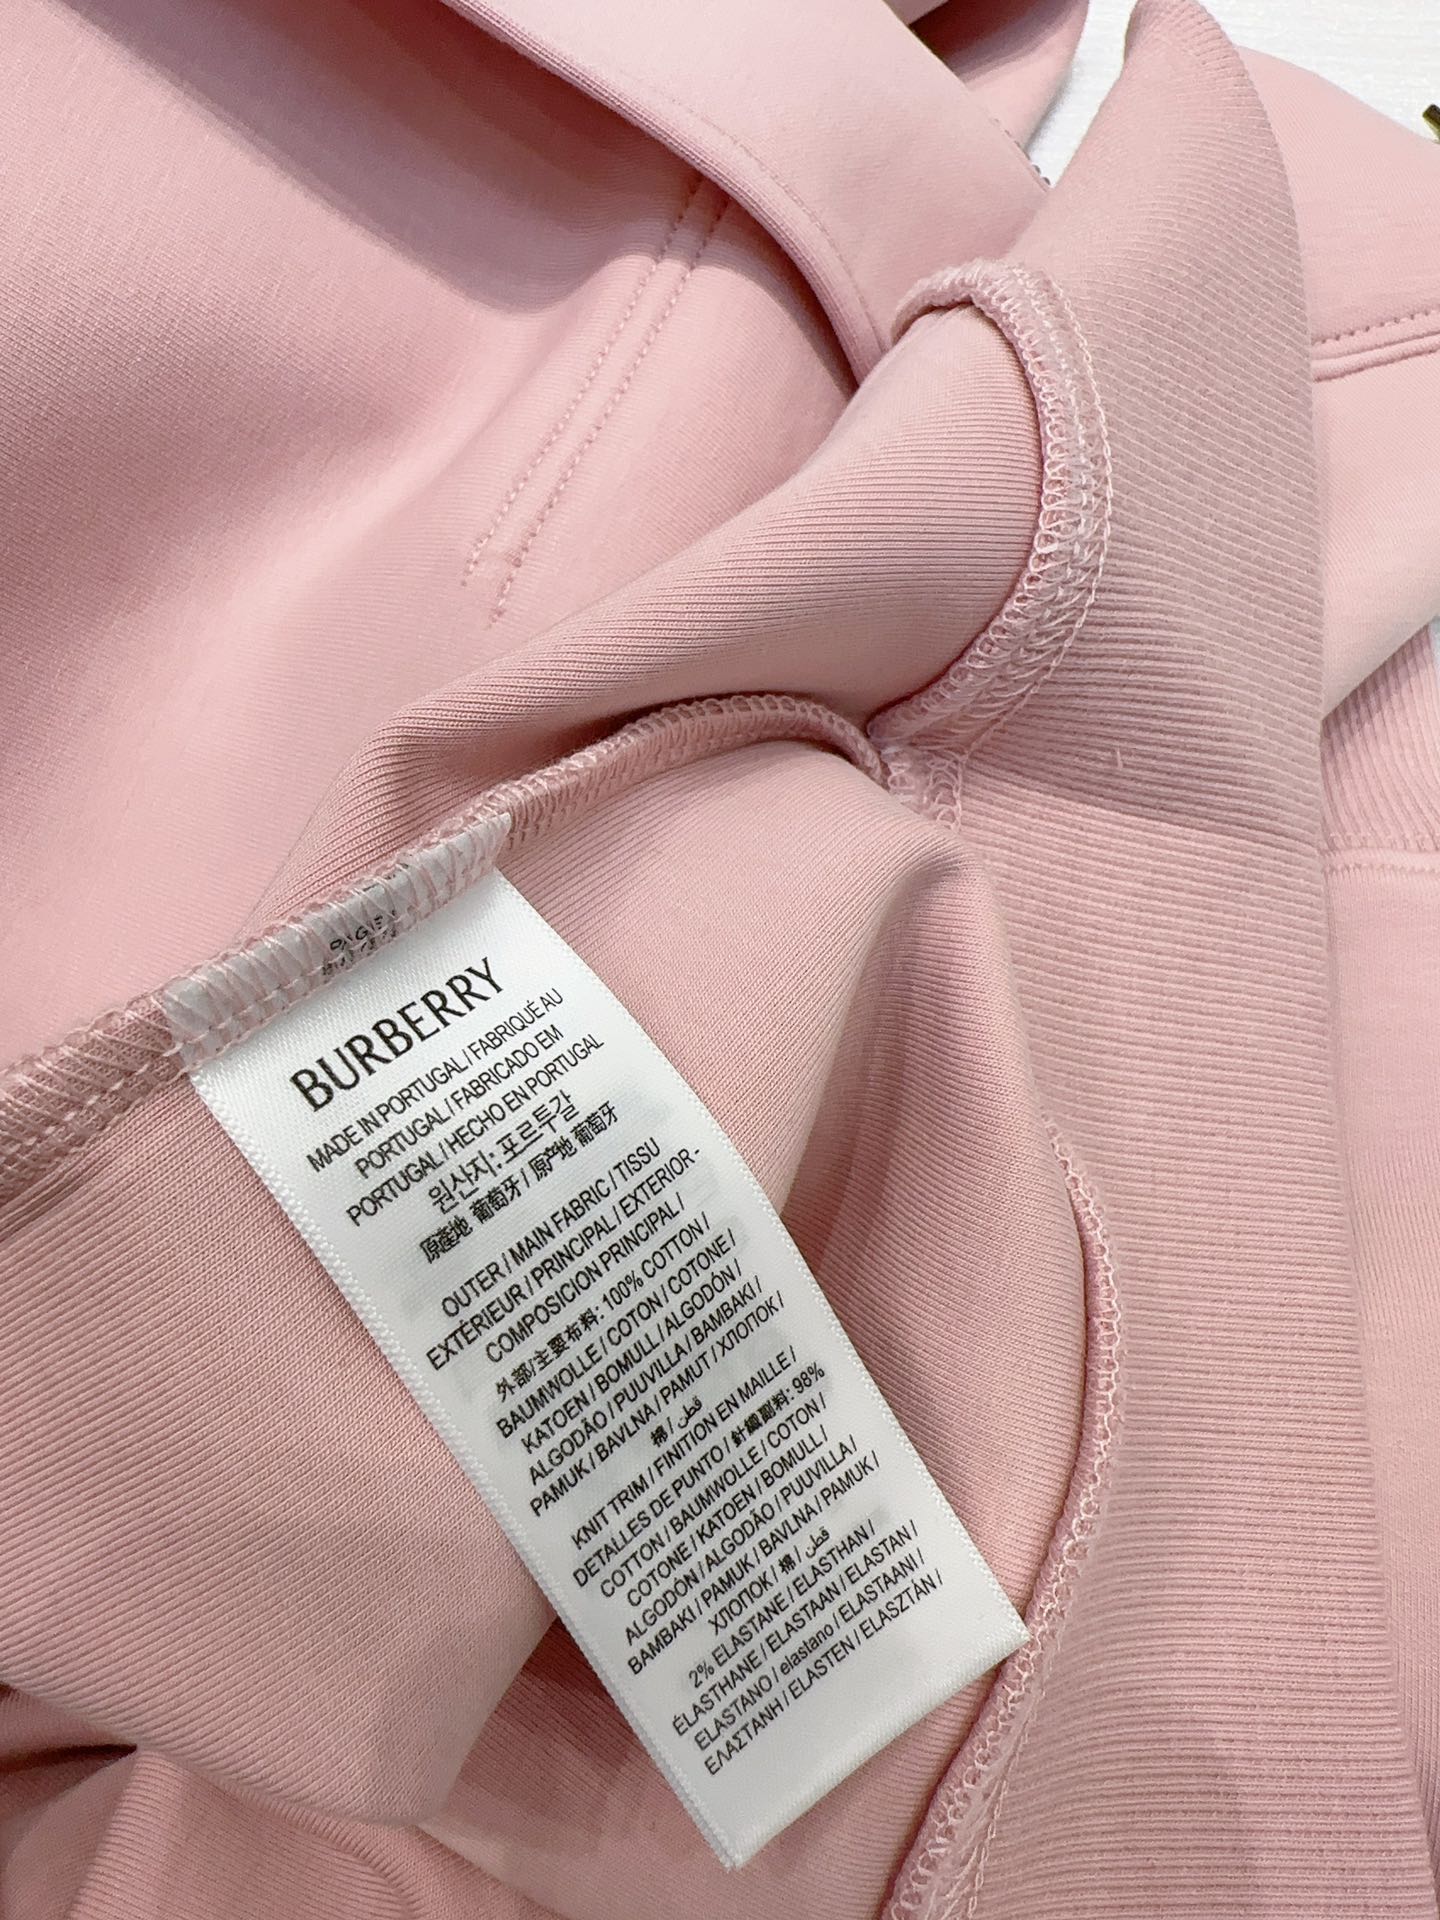 BURBERRY
MADE IN PORTUGAL / FABRIQUÉ AU
PORTUGAL / FABRICADO EM
PORTUGAL / HECHO EN PORTUGAL
원산지: 포르투갈
原產地 葡萄牙 / 原产地 葡萄牙
OUTER / MAIN FABRIC / TISSU
EXTÉRIEUR / PRINCIPAL / EXTERIOR -
COMPOSICION PRINCIPAL /
外部/主要布料: 100% COTTON /
BAUMWOLLE / COTON / COTONE /
KATOEN / BOMULL / ALGODÓN /
ALGODÃO / PUUVILLA / BAMBAKI /
PAMUK / BAVLNA / PAMUT / ХЛОПОК /
棉 / قطن
KNIT TRIM / FINITION EN MAILLE /
DETALLES DE PUNTO / 針織副料: 98%
COTTON / BAUMWOLLE / COTON /
COTONE / KATOEN / BOMULL /
ALGODÓN / ALGODÃO / PUUVILLA /
BAMBAKI / PAMUK / BAVLNA / PAMUK /
ХЛОПОК / 棉 / قطن
2% ELASTANE / ELASTHAN /
ÉLASTHANE / ELASTAAN / ELASTAN /
ELASTANO / elastano / ELASTAANI /
ΕΛΑΣΤΑΝΗ / ELASTEN / ELASZTÁN /